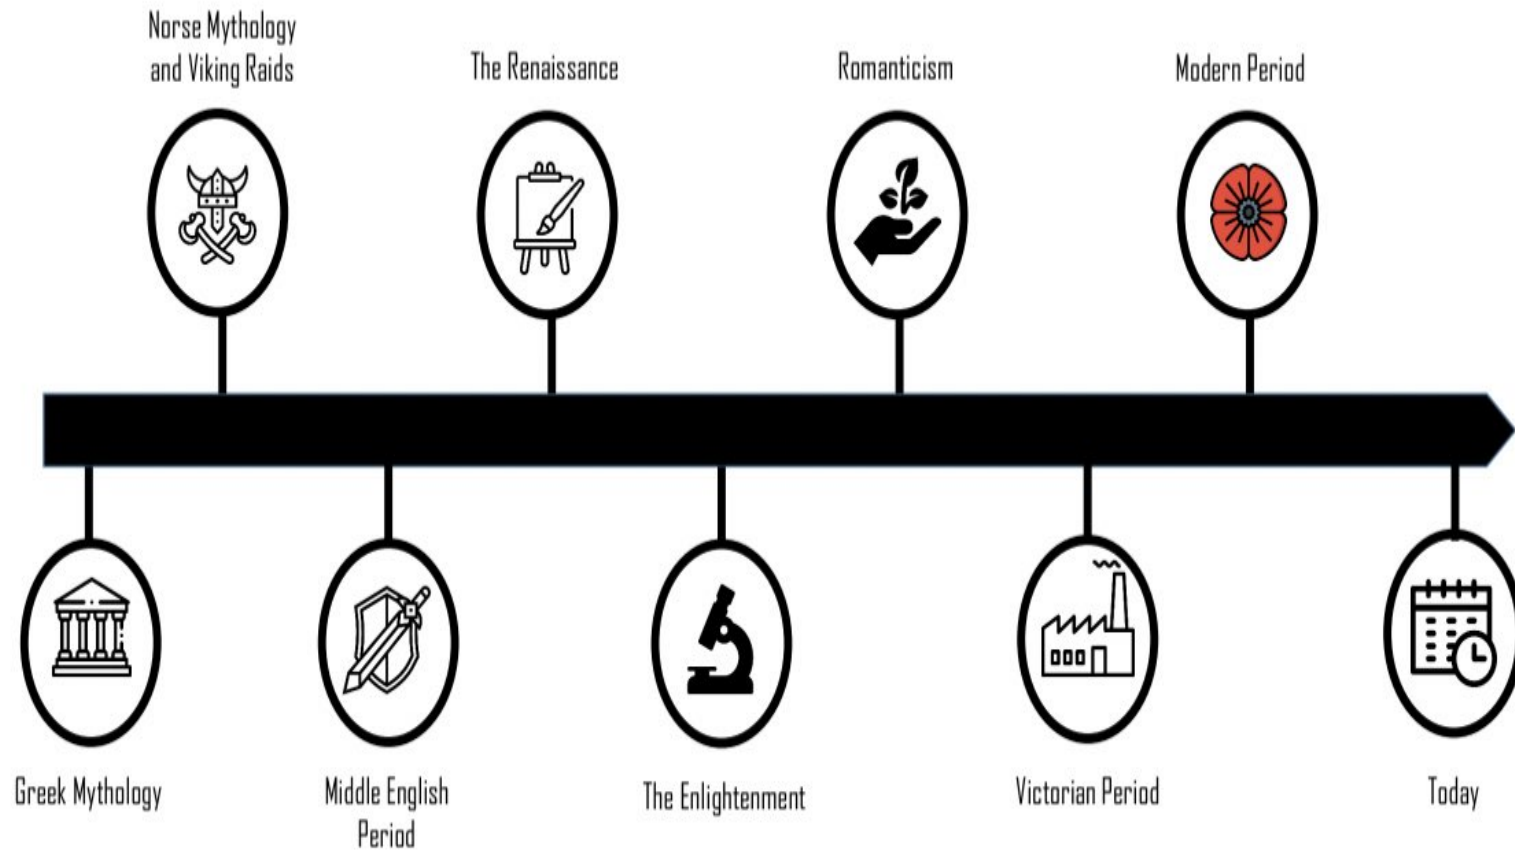 Norse Mythology
and Viking Raids
The Renaissance
Romanticism
Modern Period
Greek Mythology
Middle English
Period
The Enlightenment
Victorian Period
Today